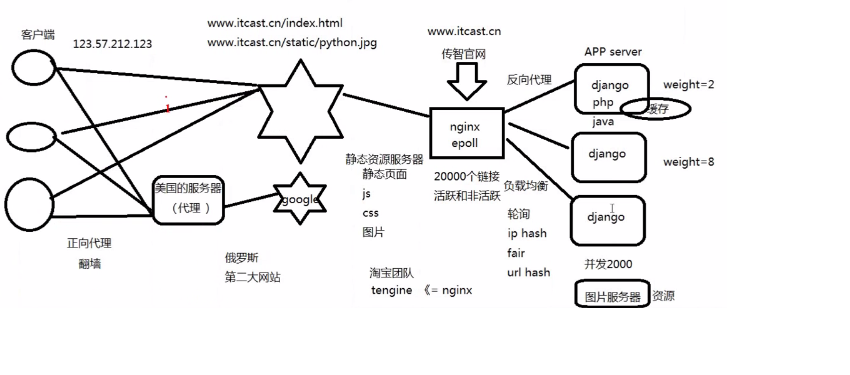 客户端
123.57.212.123
www.itcast.cn/index.html
www.itcast.cn/static/python.jpg
www.itcast.cn
传智官网
反向代理
APP server
django
php
java
缓存
weight=2
nginx
epoll
django
weight=8
20000个链接
活跃和非活跃
静态资源服务器
静态页面
js
css
图片
负载均衡
轮询
ip hash
fair
url hash
django
并发2000
图片服务器
资源
美国的服务器
（代理 ）
google
正向代理
翻墙
俄罗斯
第二大网站
淘宝团队
tengine 《= nginx